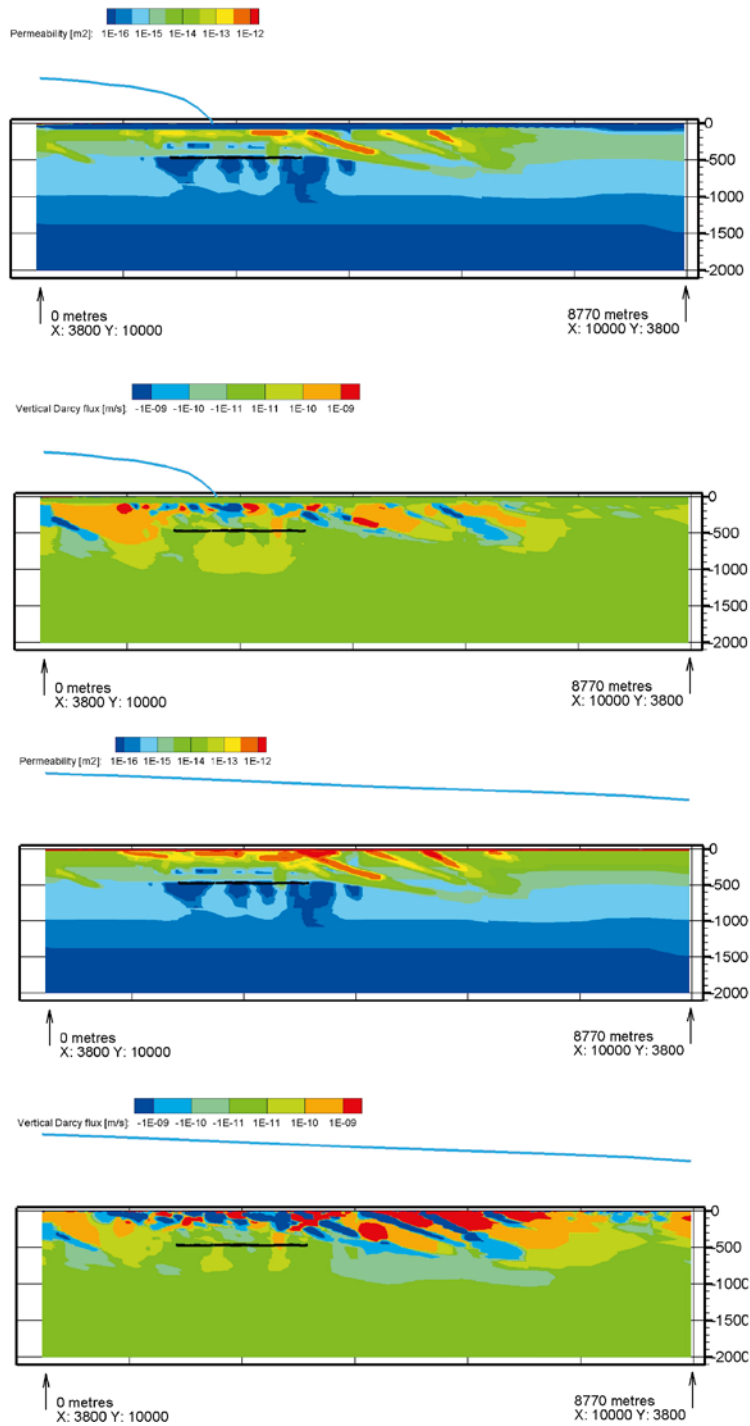 Permeability [m2]: 1E-16 1E-15 1E-14 1E-13 1E-12
0
-500
-1000
-1500
-2000
0 metres
X: 3800 Y: 10000
8770 metres
X: 10000 Y: 3800
Vertical Darcy flux [m/s]: -1E-09 -1E-10 -1E-11 1E-11 1E-10 1E-09
0
-500
-1000
-1500
-2000
0 metres
X: 3800 Y: 10000
8770 metres
X: 10000 Y: 3800
Permeability [m2]: 1E-16 1E-15 1E-14 1E-13 1E-12
0
-500
-1000
-1500
-2000
0 metres
X: 3800 Y: 10000
8770 metres
X: 10000 Y: 3800
Vertical Darcy flux [m/s]: -1E-09 -1E-10 -1E-11 1E-11 1E-10 1E-09
0
-500
-1000
-1500
-2000
0 metres
X: 3800 Y: 10000
8770 metres
X: 10000 Y: 3800